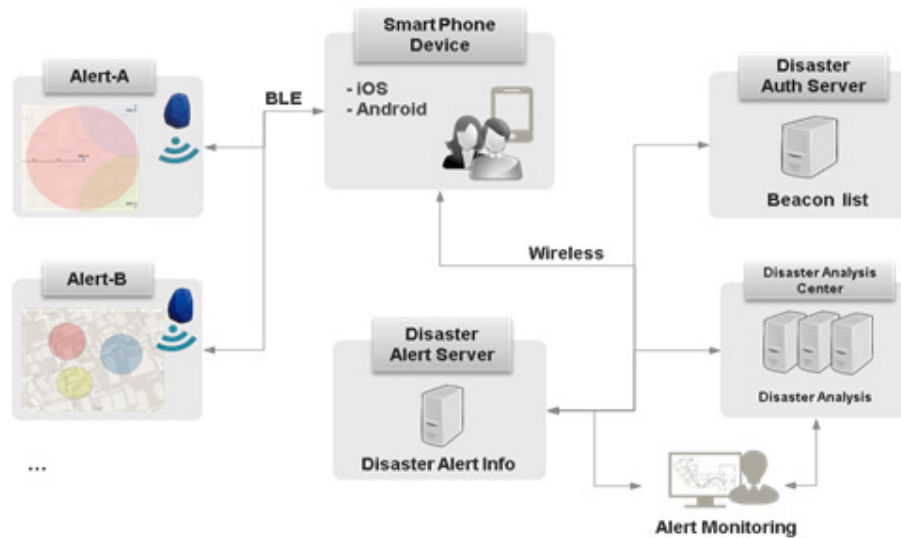 Smart Phone
Device
- iOS
- Android
Alert-A
BLE
Disaster
Auth Server
Beacon list
Alert-B
Wireless
Disaster Analysis
Center
Disaster Analysis
Disaster
Alert Server
Disaster Alert Info
...
Alert Monitoring